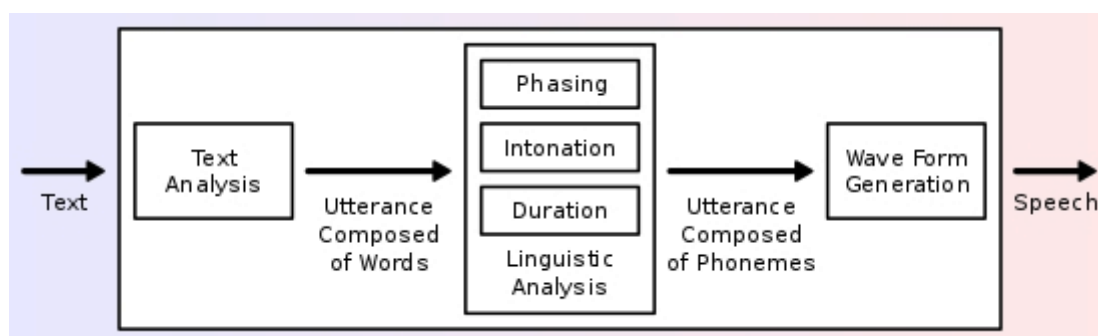 Text
Text
Analysis
Utterance
Composed
of Words
Phasing
Intonation
Duration
Linguistic
Analysis
Utterance
Composed
of Phonemes
Wave Form
Generation
Speech